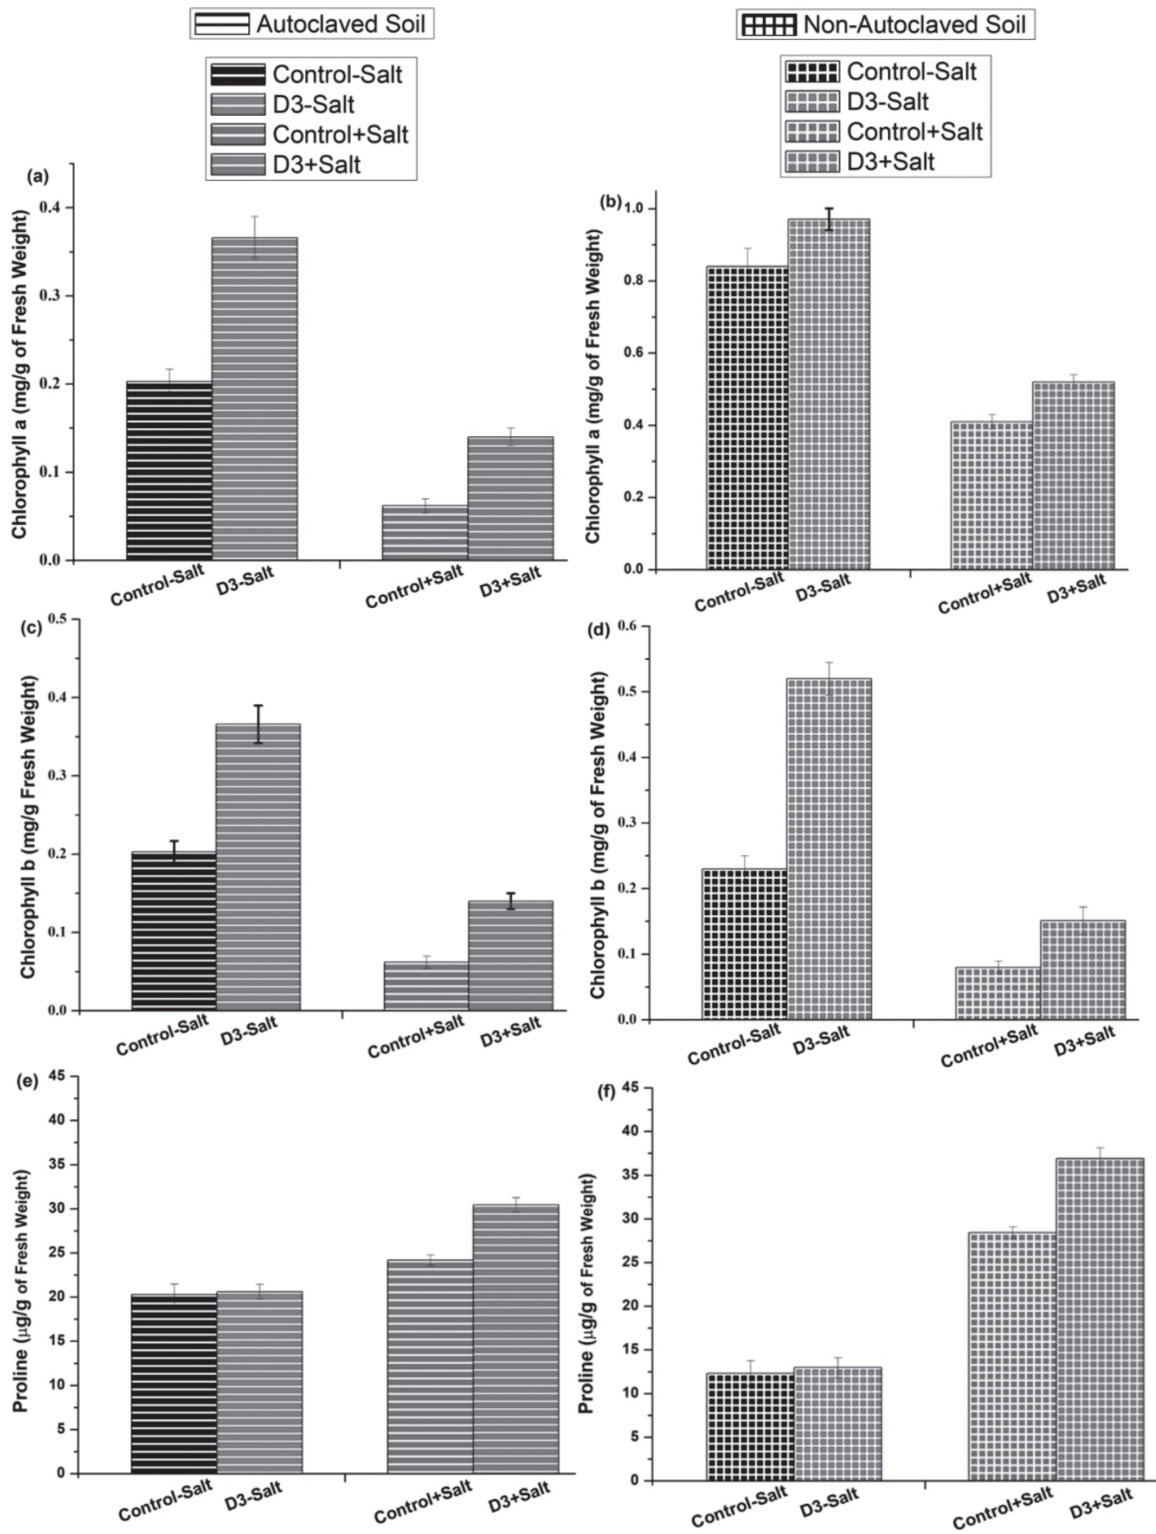 Autoclaved Soil
Control-Salt
D3-Salt
Control+Salt
D3+Salt
Non-Autoclaved Soil
Control-Salt
D3-Salt
Control+Salt
D3+Salt
(a)
Chlorophyll a (mg/g of Fresh Weight)
0.4
0.3
0.2
0.1
0.0
Control-Salt D3-Salt Control+Salt D3+Salt
(b)
Chlorophyll a (mg/g of Fresh Weight)
1.0
0.8
0.6
0.4
0.2
0.0
Control-Salt D3-Salt Control+Salt D3+Salt
(c)
Chlorophyll b (mg/g Fresh Weight)
0.5
0.4
0.3
0.2
0.1
0.0
Control-Salt D3-Salt Control+Salt D3+Salt
(d)
Chlorophyll b (mg/g of Fresh Weight)
0.6
0.5
0.4
0.3
0.2
0.1
0.0
Control-Salt D3-Salt Control+Salt D3+Salt
(e)
Proline (μg/g of Fresh Weight)
45
40
35
30
25
20
15
10
5
0
Control-Salt D3-Salt Control+Salt D3+Salt
(f)
Proline (μg/g of Fresh Weight)
45
40
35
30
25
20
15
10
5
0
Control-Salt D3-Salt Control+Salt D3+Salt